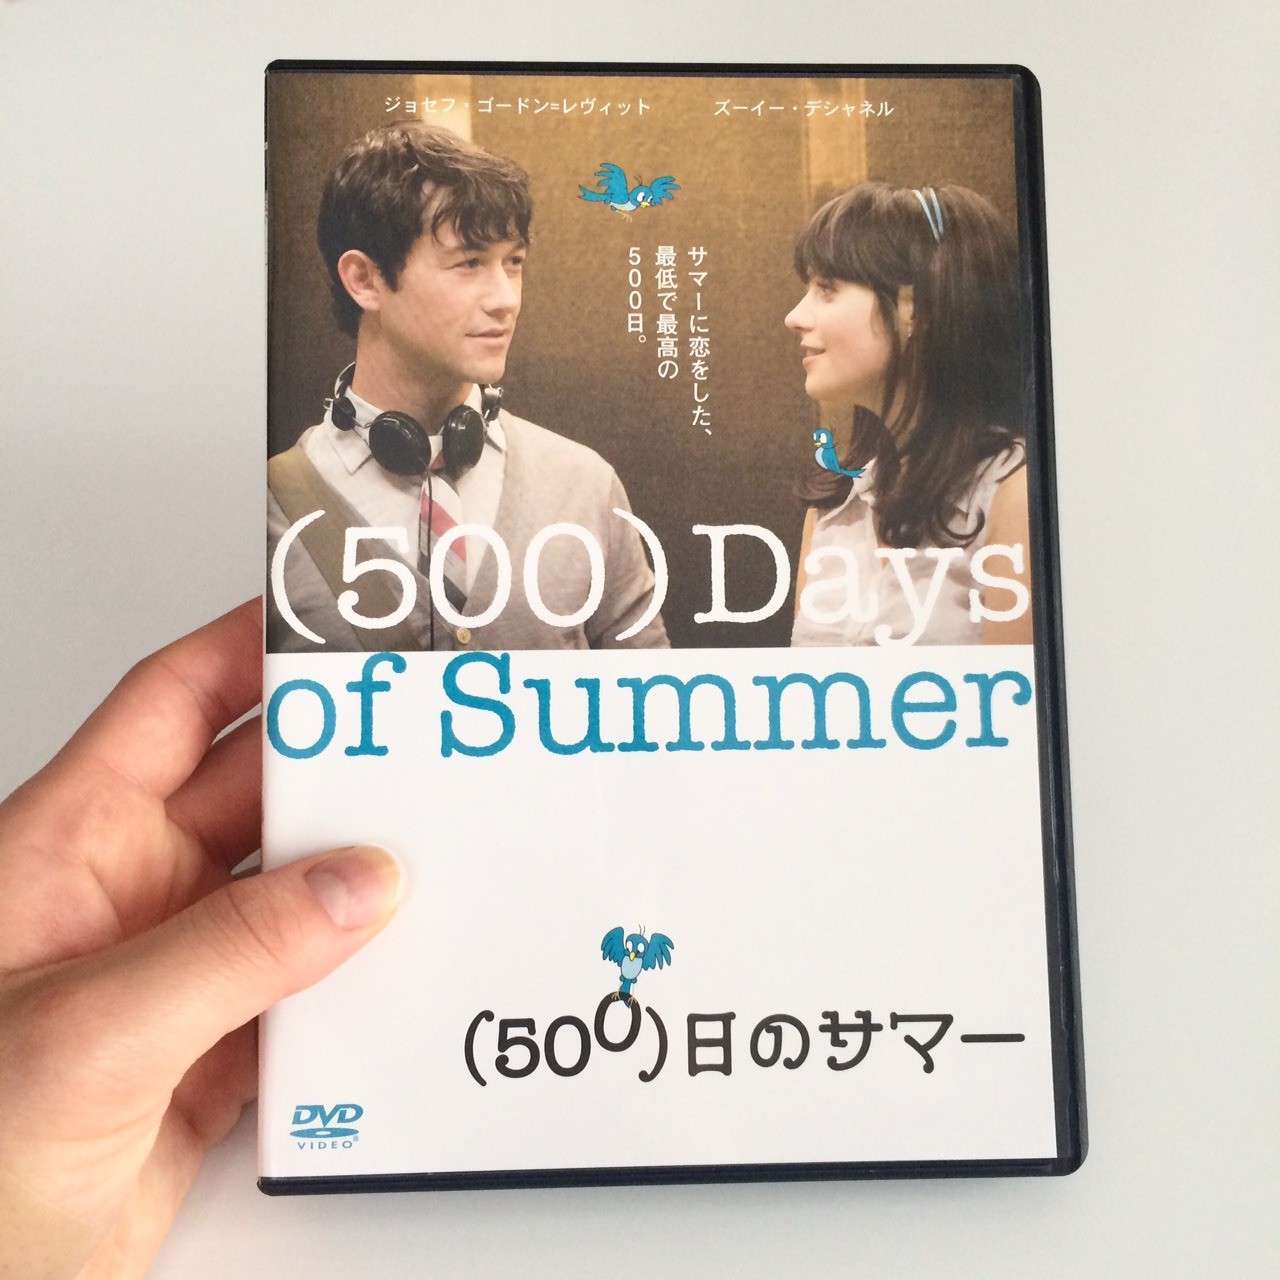 ジョセフ・ゴードン=レヴィット ズーイー・デシャネル
サマーに恋をした、
最低で最高の
500日。
(500) Days
of Summer
(500)日のサマー
DVD
VIDEO®